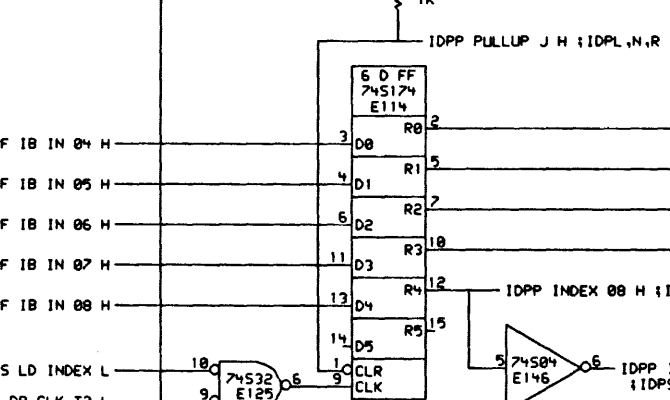 1K
IDPP PULLUP J H ;IDPL,N,R
6 D FF
74S174
E114
F IB IN 04 H 3 D0 R0 2
F IB IN 05 H 4 D1 R1 5
F IB IN 06 H 6 D2 R2 7
F IB IN 07 H 11 D3 R3 10
F IB IN 08 H 13 D4 R4 12 IDPP INDEX 08 H ;I
14 D5 R5 15
S LD INDEX L 10 74S32 E125 6
1 CLR
9 CLK
5 74S04 E146 6 IDPP
;IDPS
9